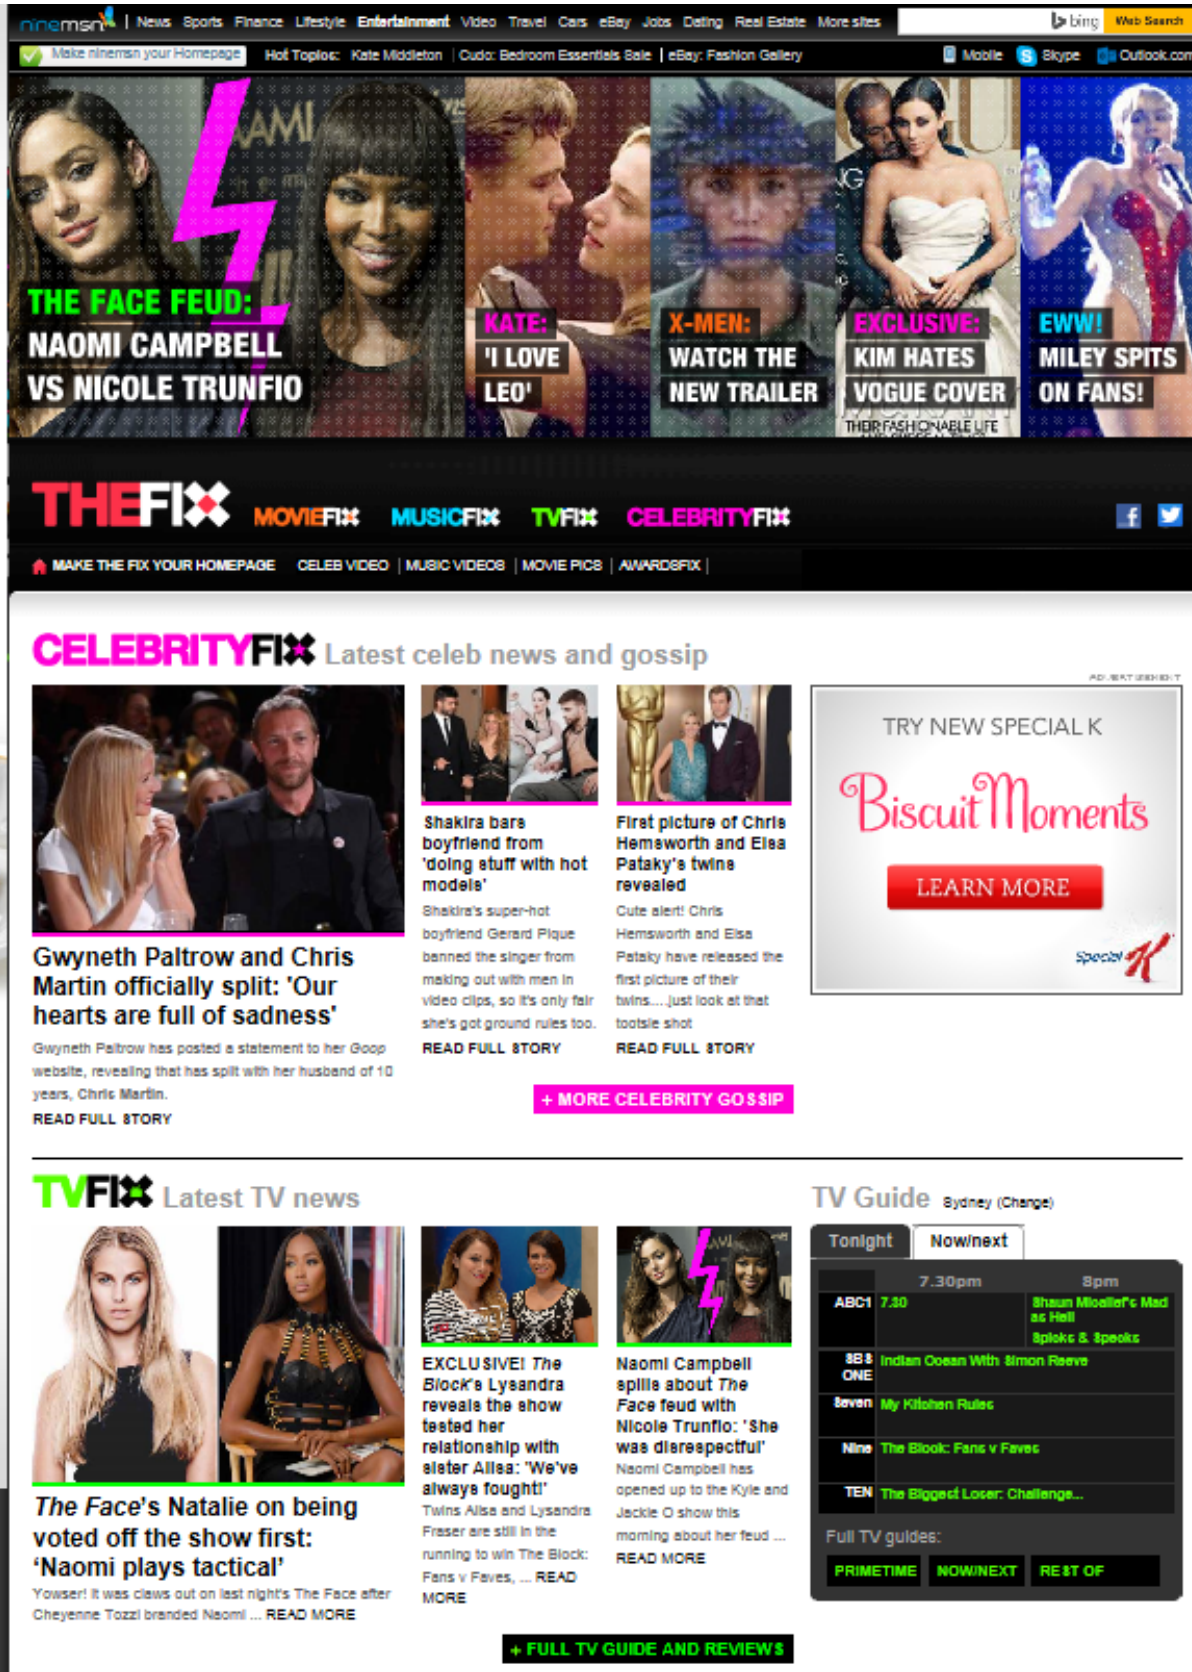 ninemsn | News Sports Finance Lifestyle Entertainment Video Travel Cars eBay Jobs Dating Real Estate More sites
bing Web Search
Make ninemsn your Homepage Hot Topics: Kate Middleton | Cudo: Bedroom Essentials Sale | eBay: Fashion Gallery
Mobile Skype Outlook.com
THE FACE FEUD:
NAOMI CAMPBELL
VS NICOLE TRUNFIO
KATE:
'I LOVE
LEO'
X-MEN:
WATCH THE
NEW TRAILER
EXCLUSIVE:
KIM HATES
VOGUE COVER
THEIR FASHIONABLE LIFE
EWW!
MILEY SPITS
ON FANS!
THEFIX MOVIEFIX MUSICFIX TVFIX CELEBRITYFIX
MAKE THE FIX YOUR HOMEPAGE CELEB VIDEO | MUSIC VIDEOS | MOVIE PICS | AWARDSFIX |
CELEBRITYFIX Latest celeb news and gossip
Gwyneth Paltrow and Chris
Martin officially split: 'Our
hearts are full of sadness'
Gwyneth Paltrow has posted a statement to her Goop
website, revealing that has split with her husband of 10
years, Chris Martin.
READ FULL STORY
Shakira bars
boyfriend from
'doing stuff with hot
models'
Shakira's super-hot
boyfriend Gerard Pique
banned the singer from
making out with men in
video clips, so it's only fair
she's got ground rules too.
READ FULL STORY
First picture of Chris
Hemsworth and Elsa
Pataky's twins
revealed
Cute alert! Chris
Hemsworth and Elsa
Pataky have released the
first picture of their
twins....just look at that
tootsie shot
READ FULL STORY
+ MORE CELEBRITY GOSSIP
ADVERTISEMENT
TRY NEW SPECIAL K
Biscuit Moments
LEARN MORE
Special K
TVFIX Latest TV news
The Face's Natalie on being
voted off the show first:
‘Naomi plays tactical’
Yowser! It was claws out on last night's The Face after
Cheyenne Tozzi branded Naomi ... READ MORE
EXCLUSIVE! The
Block's Lysandra
reveals the show
tested her
relationship with
sister Alisa: 'We've
always fought!'
Twins Alisa and Lysandra
Fraser are still in the
running to win The Block:
Fans v Faves, ... READ
MORE
Naomi Campbell
spills about The
Face feud with
Nicole Trunfio: 'She
was disrespectful'
Naomi Campbell has
opened up to the Kyle and
Jackie O show this
morning about her feud ...
READ MORE
+ FULL TV GUIDE AND REVIEWS
TV Guide Sydney (Change)
Tonight Now/next
7.30pm 8pm
ABC1 7.30 Shaun Micallef's Mad
as Hell
Spicks & Specks
SBS
ONE Indian Ocean With Simon Reeve
Seven My Kitchen Rules
Nine The Block: Fans v Faves
TEN The Biggest Loser: Challenge...
Full TV guides:
PRIMETIME NOW/NEXT REST OF